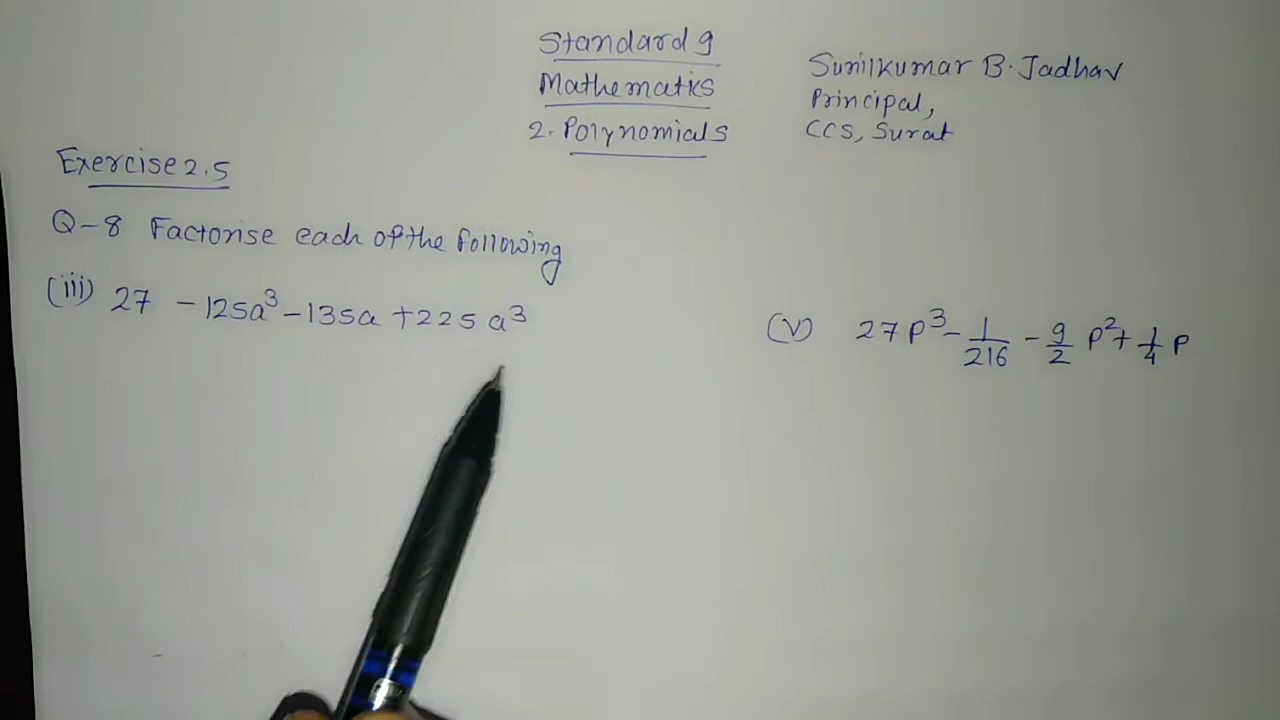 Standard 9
Mathematics
2. Polynomials
Sunilkumar B. Jadhav
Principal,
CCS, Surat
Exercise 2.5
Q-8 Factorise each of the following
(iii) 27 - 125a³ - 135a + 225a³
(v) 27p³ - 1/216 - 9/2 p² + 1/4 p